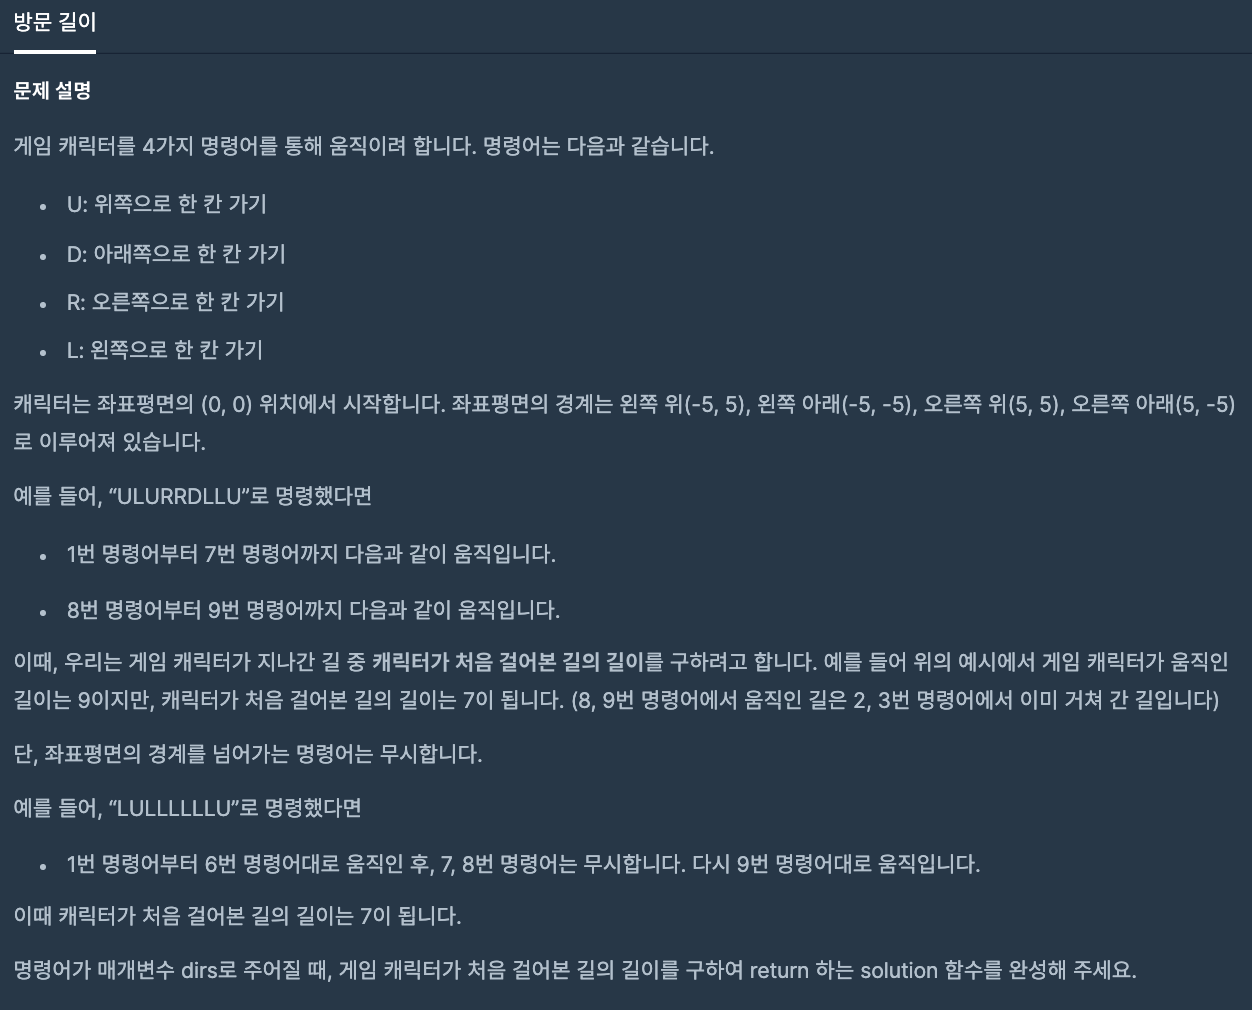 방문 길이
문제 설명
게임 캐릭터를 4가지 명령어를 통해 움직이려 합니다. 명령어는 다음과 같습니다.
• U: 위쪽으로 한 칸 가기
• D: 아래쪽으로 한 칸 가기
• R: 오른쪽으로 한 칸 가기
• L: 왼쪽으로 한 칸 가기
캐릭터는 좌표평면의 (0, 0) 위치에서 시작합니다. 좌표평면의 경계는 왼쪽 위(-5, 5), 왼쪽 아래(-5, -5), 오른쪽 위(5, 5), 오른쪽 아래(5, -5)
로 이루어져 있습니다.
예를 들어, “ULURRDLLU”로 명령했다면
• 1번 명령어부터 7번 명령어까지 다음과 같이 움직입니다.
• 8번 명령어부터 9번 명령어까지 다음과 같이 움직입니다.
이때, 우리는 게임 캐릭터가 지나간 길 중 캐릭터가 처음 걸어본 길의 길이를 구하려고 합니다. 예를 들어 위의 예시에서 게임 캐릭터가 움직인
길이는 9이지만, 캐릭터가 처음 걸어본 길의 길이는 7이 됩니다. (8, 9번 명령어에서 움직인 길은 2, 3번 명령어에서 이미 거쳐 간 길입니다)
단, 좌표평면의 경계를 넘어가는 명령어는 무시합니다.
예를 들어, “LULLLLLLU”로 명령했다면
• 1번 명령어부터 6번 명령어대로 움직인 후, 7, 8번 명령어는 무시합니다. 다시 9번 명령어대로 움직입니다.
이때 캐릭터가 처음 걸어본 길의 길이는 7이 됩니다.
명령어가 매개변수 dirs로 주어질 때, 게임 캐릭터가 처음 걸어본 길의 길이를 구하여 return 하는 solution 함수를 완성해 주세요.